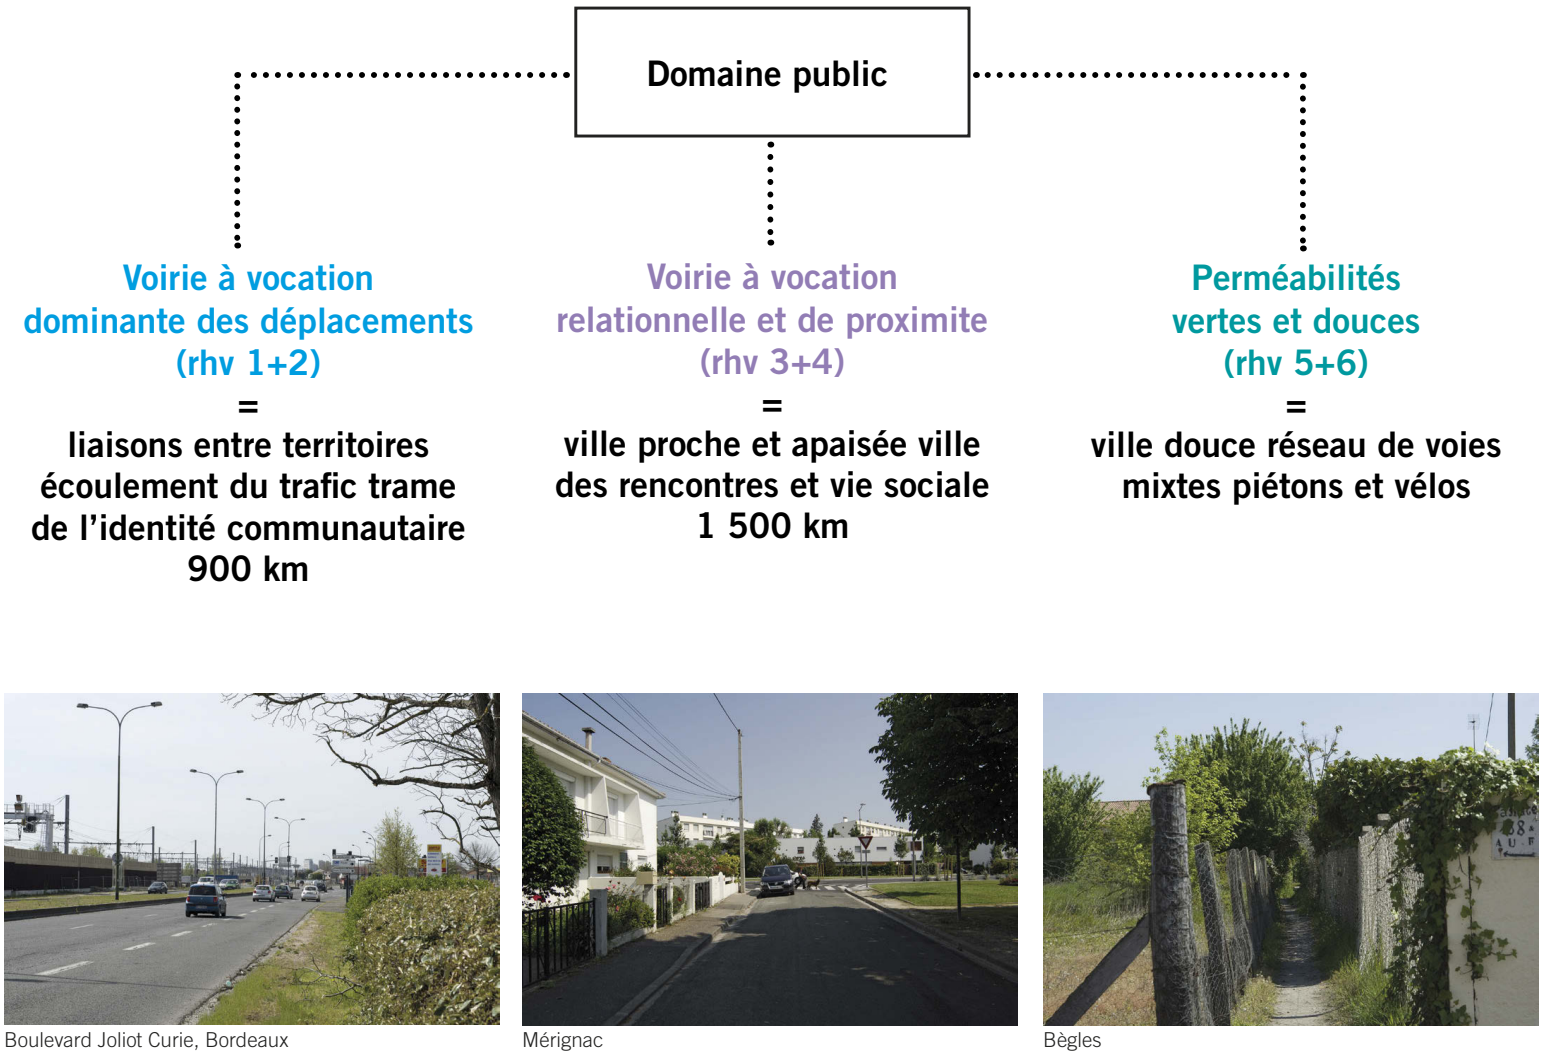 Domaine public
Voirie à vocation
dominante des déplacements
(rhv 1+2)
=
liaisons entre territoires
écoulement du trafic trame
de l’identité communautaire
900 km
Voirie à vocation
relationnelle et de proximite
(rhv 3+4)
=
ville proche et apaisée ville
des rencontres et vie sociale
1 500 km
Perméabilités
vertes et douces
(rhv 5+6)
=
ville douce réseau de voies
mixtes piétons et vélos
Boulevard Joliot Curie, Bordeaux
Mérignac
Bègles